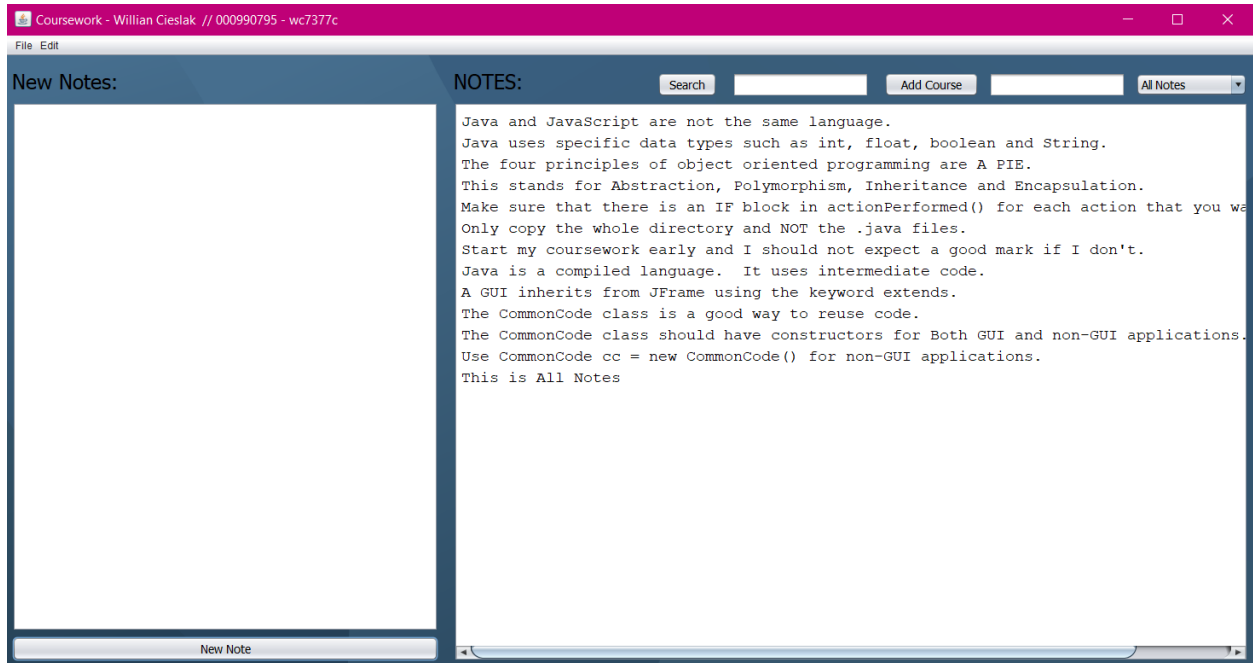 Coursework - Willian Cieslak // 000990795 - wc7377c
File Edit
New Notes:
NOTES: Search Add Course All Notes
Java and JavaScript are not the same language.
Java uses specific data types such as int, float, boolean and String.
The four principles of object oriented programming are A PIE.
This stands for Abstraction, Polymorphism, Inheritance and Encapsulation.
Make sure that there is an IF block in actionPerformed() for each action that you
Only copy the whole directory and NOT the .java files.
Start my coursework early and I should not expect a good mark if I don't.
Java is a compiled language.  It uses intermediate code.
A GUI inherits from JFrame using the keyword extends.
The CommonCode class is a good way to reuse code.
The CommonCode class should have constructors for Both GUI and non-GUI applications.
Use CommonCode cc = new CommonCode() for non-GUI applications.
This is All Notes
New Note